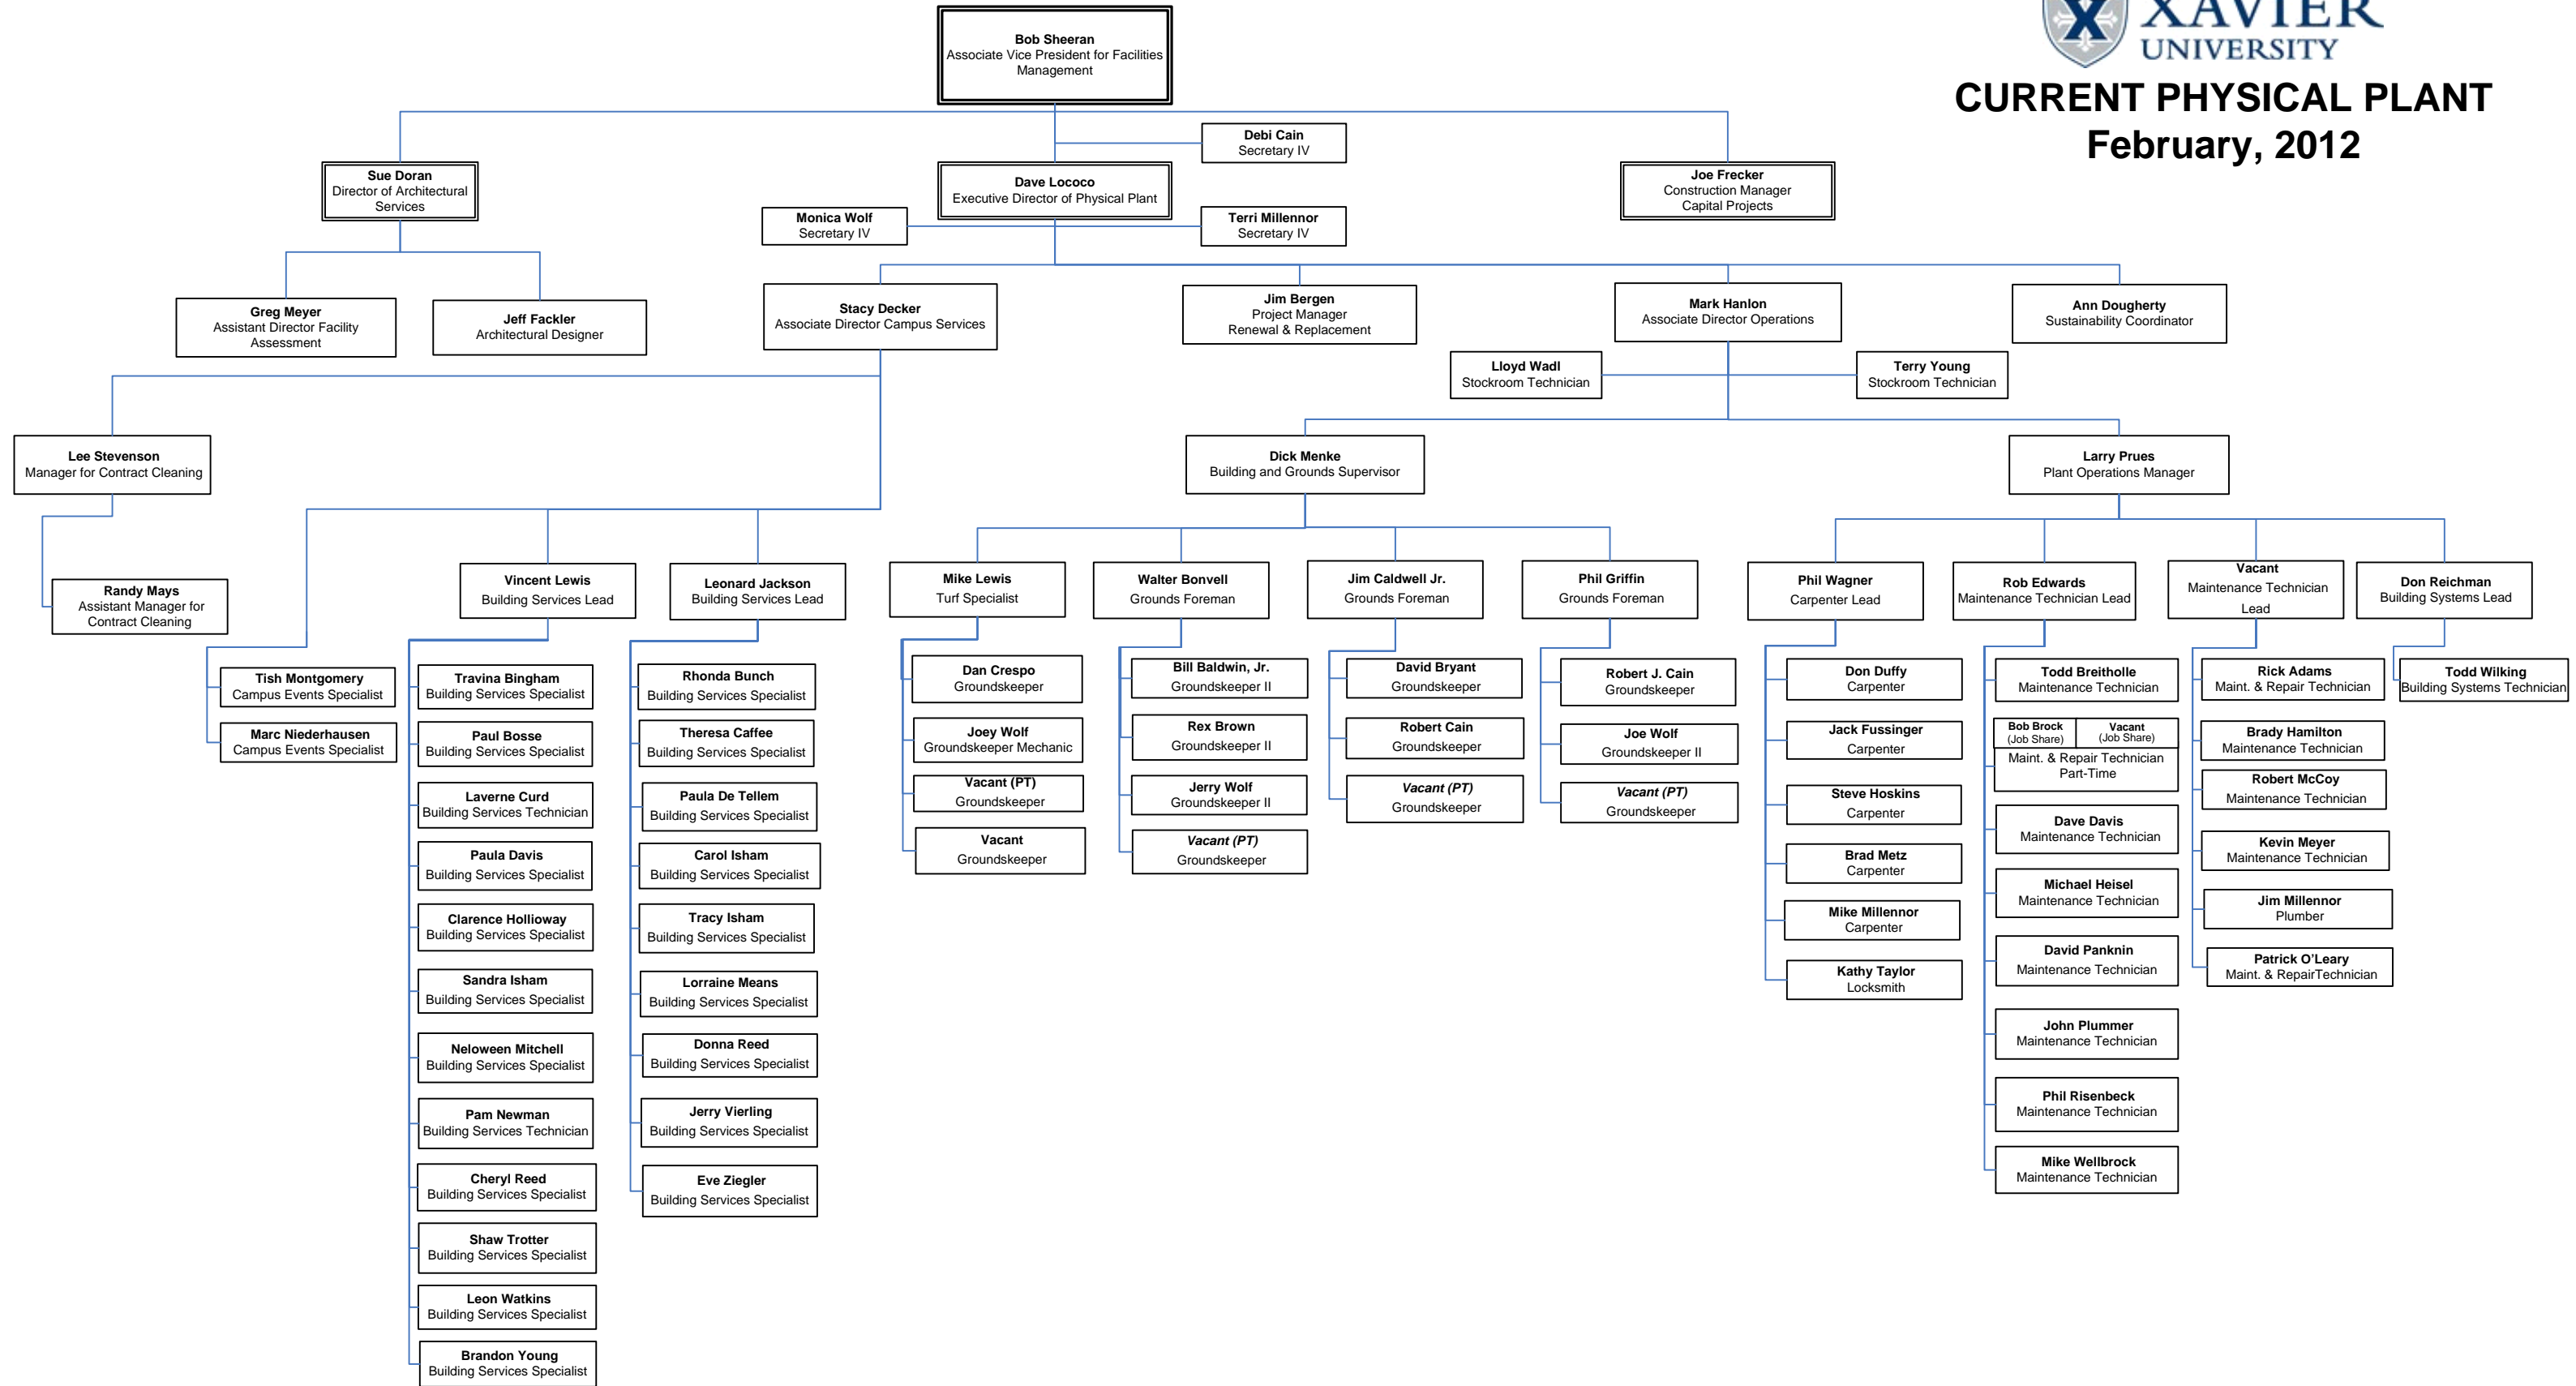 XAVIER
UNIVERSITY
CURRENT PHYSICAL PLANT
February, 2012
Bob Sheeran
Associate Vice President for Facilities
Management
Debi Cain
Secretary IV
Sue Doran
Director of Architectural
Services
Dave Lococo
Executive Director of Physical Plant
Joe Frecker
Construction Manager
Capital Projects
Monica Wolf
Secretary IV
Terri Millennor
Secretary IV
Greg Meyer
Assistant Director Facility
Assessment
Jeff Fackler
Architectural Designer
Stacy Decker
Associate Director Campus Services
Jim Bergen
Project Manager
Renewal & Replacement
Mark Hanlon
Associate Director Operations
Ann Dougherty
Sustainability Coordinator
Lloyd Wadl
Stockroom Technician
Terry Young
Stockroom Technician
Lee Stevenson
Manager for Contract Cleaning
Dick Menke
Building and Grounds Supervisor
Larry Prues
Plant Operations Manager
Randy Mays
Assistant Manager for
Contract Cleaning
Vincent Lewis
Building Services Lead
Leonard Jackson
Building Services Lead
Mike Lewis
Turf Specialist
Walter Bonvell
Grounds Foreman
Jim Caldwell Jr.
Grounds Foreman
Phil Griffin
Grounds Foreman
Phil Wagner
Carpenter Lead
Rob Edwards
Maintenance Technician Lead
Vacant
Maintenance Technician
Lead
Don Reichman
Building Systems Lead
Tish Montgomery
Campus Events Specialist
Marc Niederhausen
Campus Events Specialist
Travina Bingham
Building Services Specialist
Paul Bosse
Building Services Specialist
Laverne Curd
Building Services Technician
Paula Davis
Building Services Specialist
Clarence Hollioway
Building Services Specialist
Sandra Isham
Building Services Specialist
Neloween Mitchell
Building Services Specialist
Pam Newman
Building Services Technician
Cheryl Reed
Building Services Specialist
Shaw Trotter
Building Services Specialist
Leon Watkins
Building Services Specialist
Brandon Young
Building Services Specialist
Rhonda Bunch
Building Services Specialist
Theresa Caffee
Building Services Specialist
Paula De Tellem
Building Services Specialist
Carol Isham
Building Services Specialist
Tracy Isham
Building Services Specialist
Lorraine Means
Building Services Specialist
Donna Reed
Building Services Specialist
Jerry Vierling
Building Services Specialist
Eve Ziegler
Building Services Specialist
Dan Crespo
Groundskeeper
Joey Wolf
Groundskeeper Mechanic
Vacant (PT)
Groundskeeper
Vacant
Groundskeeper
Bill Baldwin, Jr.
Groundskeeper II
Rex Brown
Groundskeeper II
Jerry Wolf
Groundskeeper II
Vacant (PT)
Groundskeeper
David Bryant
Groundskeeper
Robert Cain
Groundskeeper
Vacant (PT)
Groundskeeper
Robert J. Cain
Groundskeeper
Joe Wolf
Groundskeeper II
Vacant (PT)
Groundskeeper
Don Duffy
Carpenter
Jack Fussinger
Carpenter
Steve Hoskins
Carpenter
Brad Metz
Carpenter
Mike Millennor
Carpenter
Kathy Taylor
Locksmith
Todd Breitholle
Maintenance Technician
Bob Brock
(Job Share)
Vacant
(Job Share)
Maint. & Repair Technician
Part-Time
Dave Davis
Maintenance Technician
Michael Heisel
Maintenance Technician
David Panknin
Maintenance Technician
John Plummer
Maintenance Technician
Phil Risenbeck
Maintenance Technician
Mike Wellbrock
Maintenance Technician
Rick Adams
Maint. & Repair Technician
Brady Hamilton
Maintenance Technician
Robert McCoy
Maintenance Technician
Kevin Meyer
Maintenance Technician
Jim Millennor
Plumber
Patrick O’Leary
Maint. & RepairTechnician
Todd Wilking
Building Systems Technician